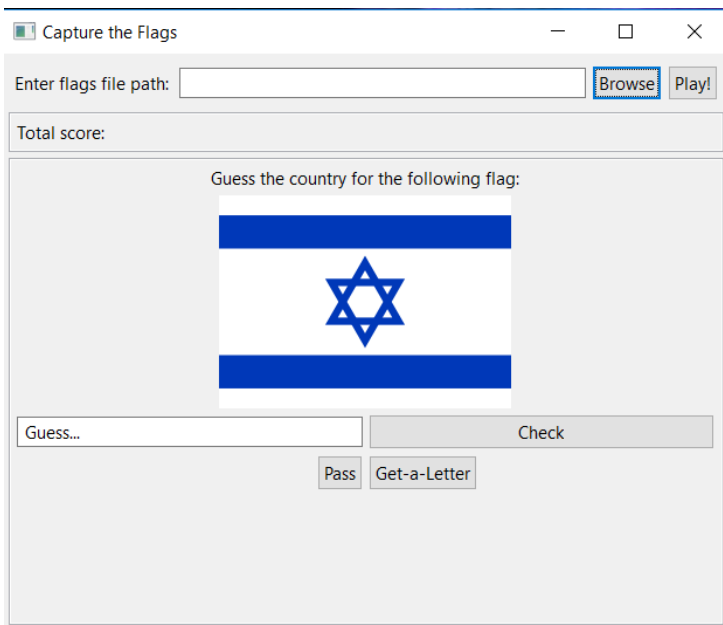 Capture the Flags
Enter flags file path: Browse Play!
Total score:
Guess the country for the following flag:
Guess... Check
Pass Get-a-Letter